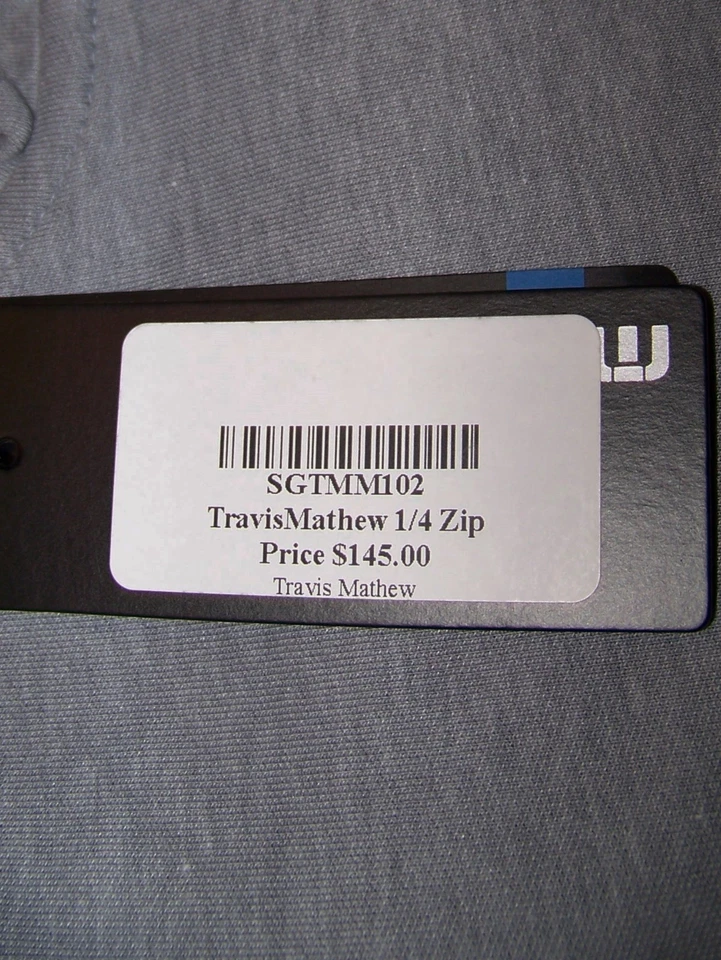 SGTMM102
TravisMathew 1/4 Zip
Price $145.00
Travis Mathew